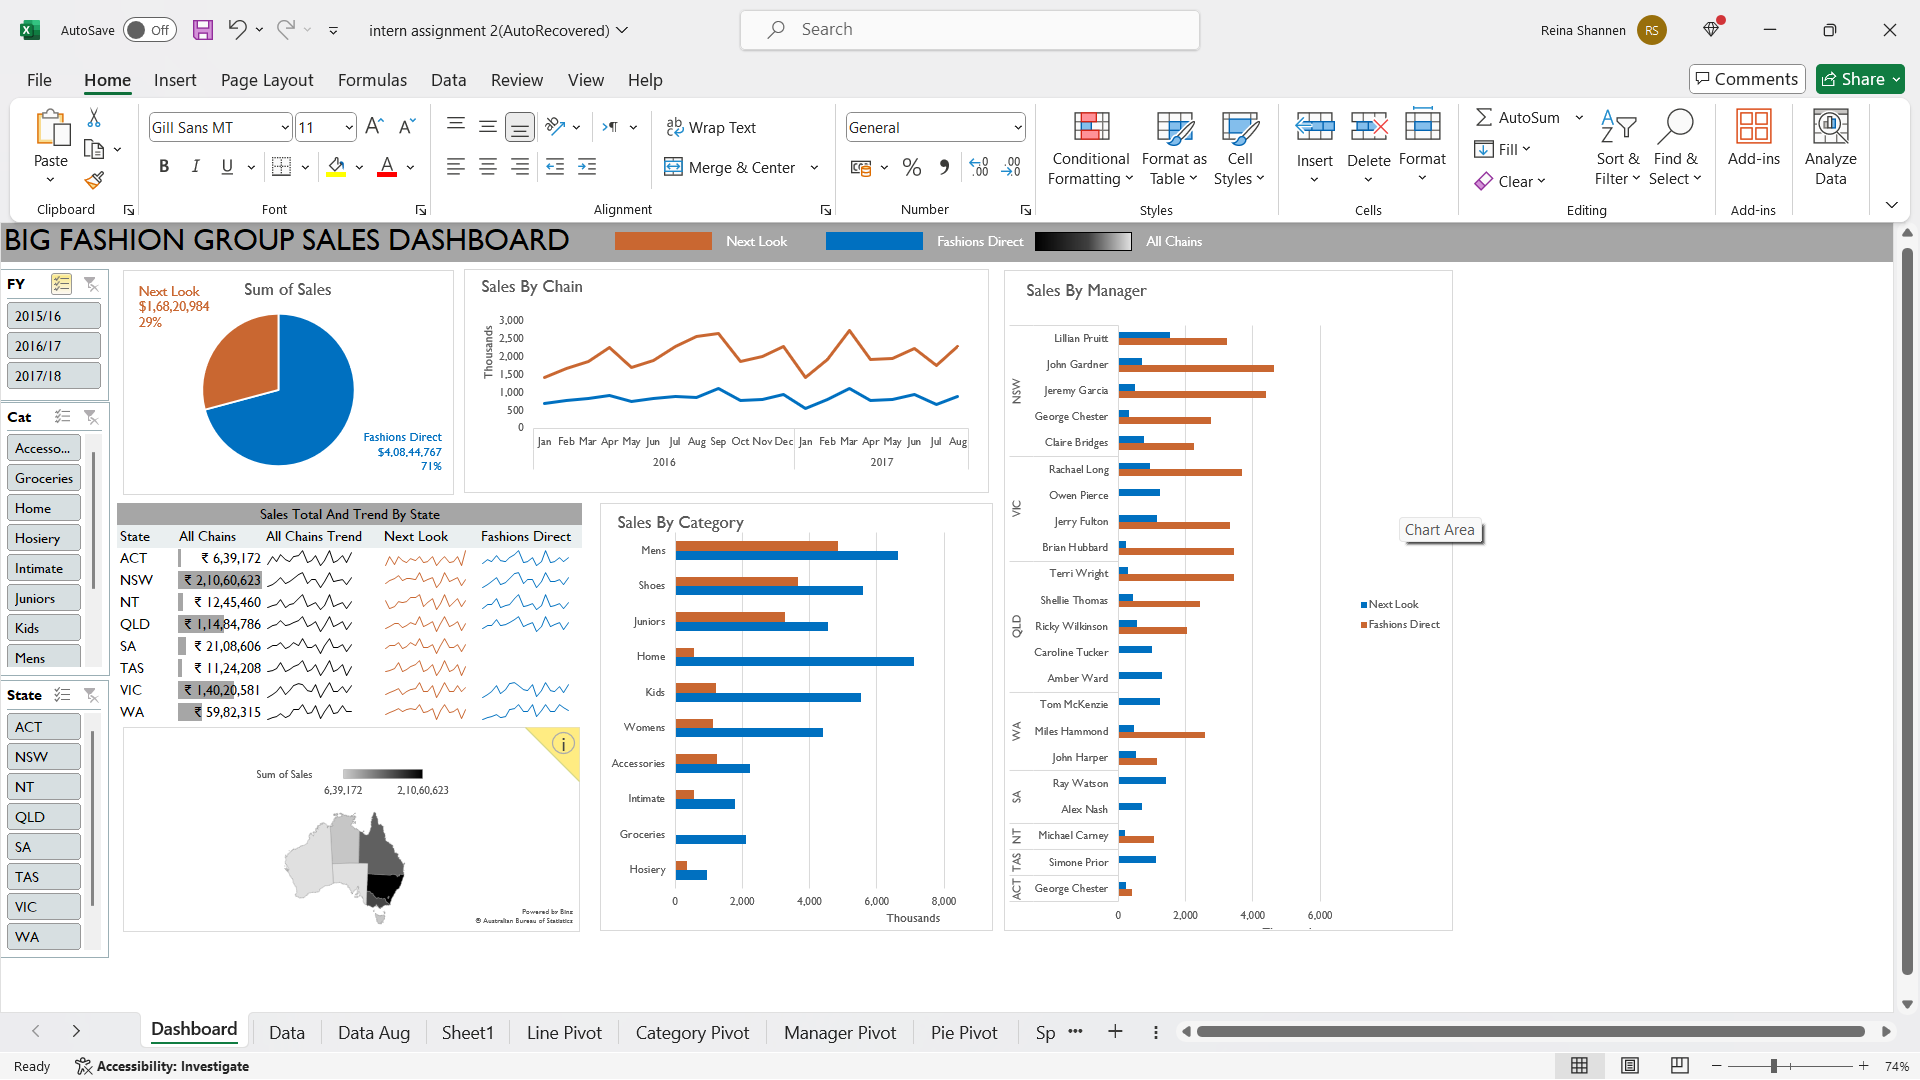 AutoSave Off intern assignment 2(AutoRecovered) Search Reina Shannen RS
File Home Insert Page Layout Formulas Data Review View Help Comments Share
Paste
Clipboard
Gill Sans MT 11
B I U A
Font
Wrap Text
Merge & Center
Alignment
General
Number
Conditional Formatting
Format as Table
Cell Styles
Styles
Insert
Delete
Format
Cells
AutoSum
Fill
Clear
Sort & Filter
Find & Select
Editing
Add-ins
Add-ins
Analyze Data
BIG FASHION GROUP SALES DASHBOARD Next Look Fashions Direct All Chains
FY
2015/16
2016/17
2017/18
Cat
Accesso...
Groceries
Home
Hosiery
Intimate
Juniors
Kids
Mens
State
ACT
NSW
NT
QLD
SA
TAS
VIC
WA
Sum of Sales
Next Look
$1,68,20,984
29%
Fashions Direct
$4,08,44,767
71%
Sales By Chain
Thousands
3,000
2,500
2,000
1,500
1,000
500
0
Jan Feb Mar Apr May Jun Jul Aug Sep Oct Nov Dec Jan Feb Mar Apr May Jun Jul Aug
2016 2017
Sales Total And Trend By State
State All Chains All Chains Trend Next Look Fashions Direct
ACT ₹ 6,39,172
NSW ₹ 2,10,60,623
NT ₹ 12,45,460
QLD ₹ 1,14,84,786
SA ₹ 21,08,606
TAS ₹ 11,24,208
VIC ₹ 1,40,20,581
WA ₹ 59,82,315
Sum of Sales
6,39,172 2,10,60,623
Powered by Bing
© Australian Bureau of Statistics
Sales By Category
Mens
Shoes
Juniors
Home
Kids
Womens
Accessories
Intimate
Groceries
Hosiery
0 2,000 4,000 6,000 8,000
Thousands
Sales By Manager
NSW
Lillian Pruitt
John Gardner
Jeremy Garcia
George Chester
Claire Bridges
VIC
Rachael Long
Owen Pierce
Jerry Fulton
Brian Hubbard
QLD
Terri Wright
Shellie Thomas
Ricky Wilkinson
Caroline Tucker
Amber Ward
WA
Tom McKenzie
Miles Hammond
John Harper
SA
Ray Watson
Alex Nash
NT
Michael Carney
TAS
Simone Prior
ACT
George Chester
0 2,000 4,000 6,000
Next Look
Fashions Direct
Chart Area
Dashboard Data Data Aug Sheet1 Line Pivot Category Pivot Manager Pivot Pie Pivot Sp
Ready Accessibility: Investigate 74%